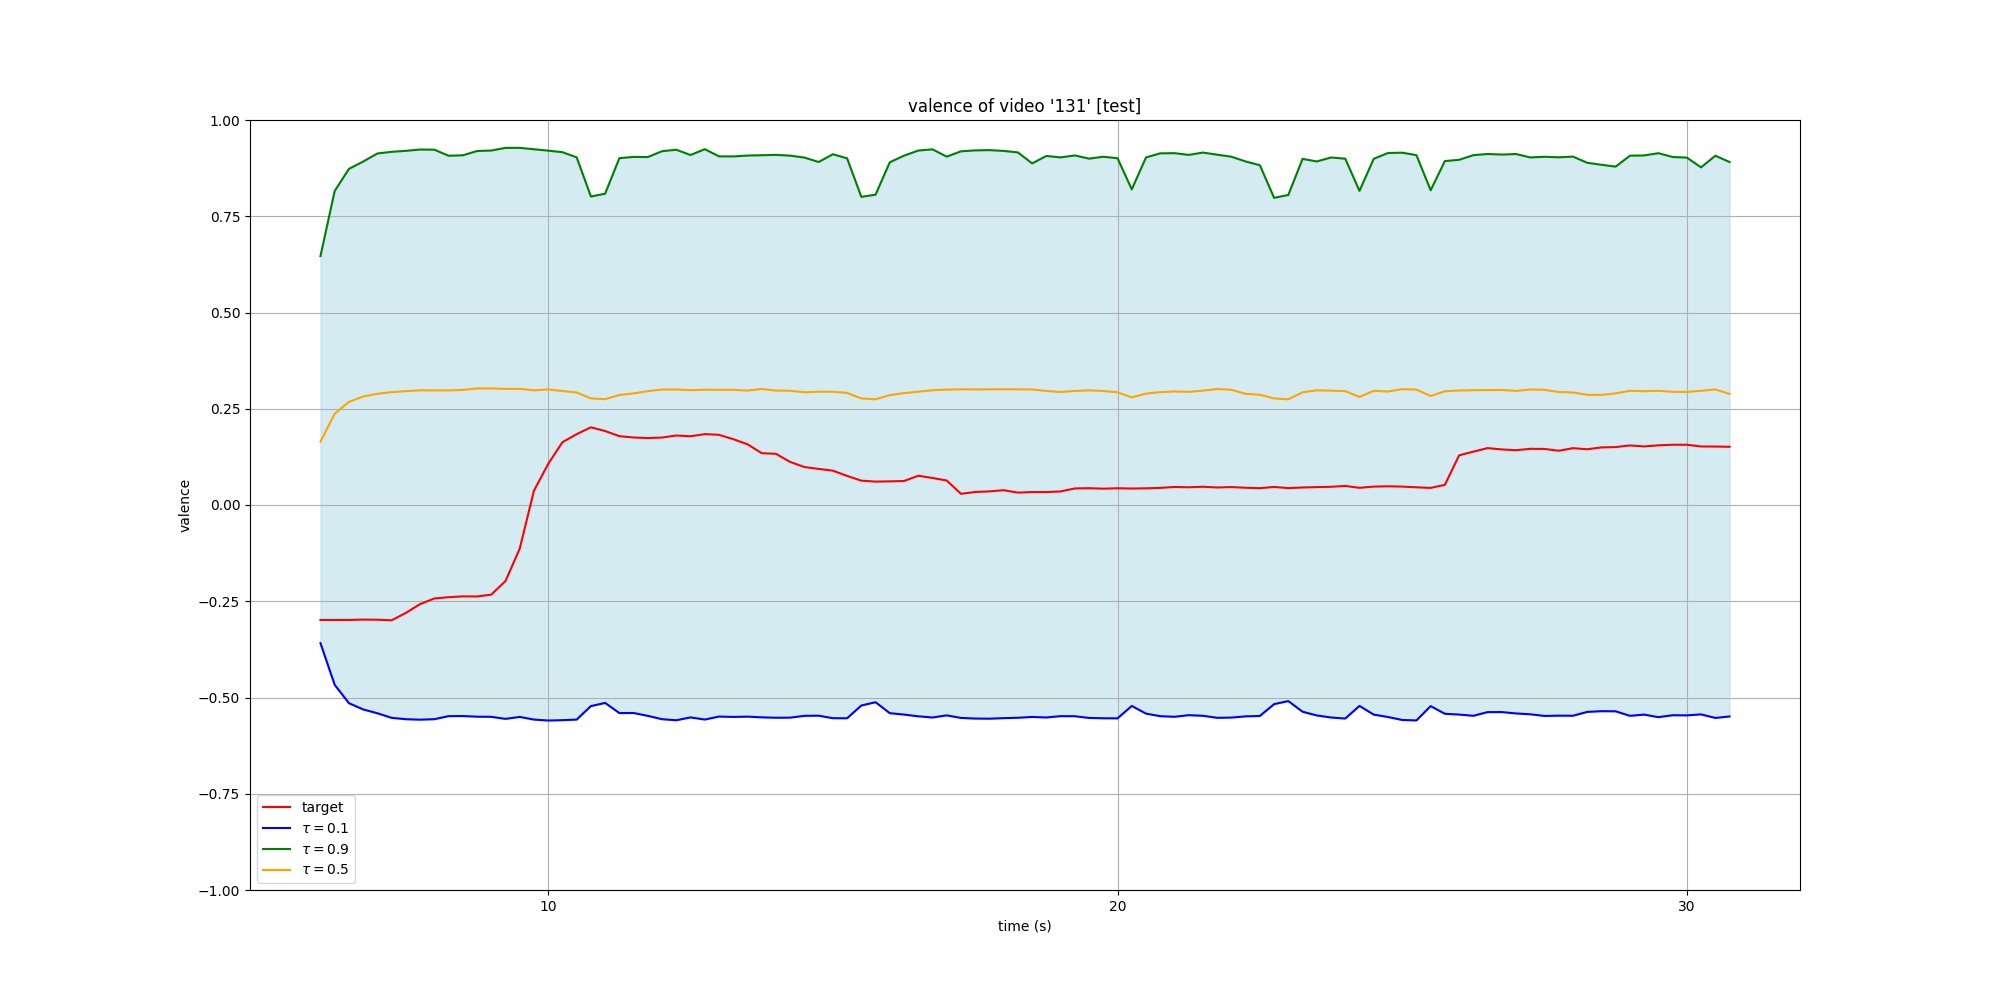 valence of video '131' [test]
1.00
0.75
0.50
0.25
0.00
−0.25
−0.50
−0.75
−1.00
valence
10
20
30
time (s)
target
τ = 0.1
τ = 0.9
τ = 0.5